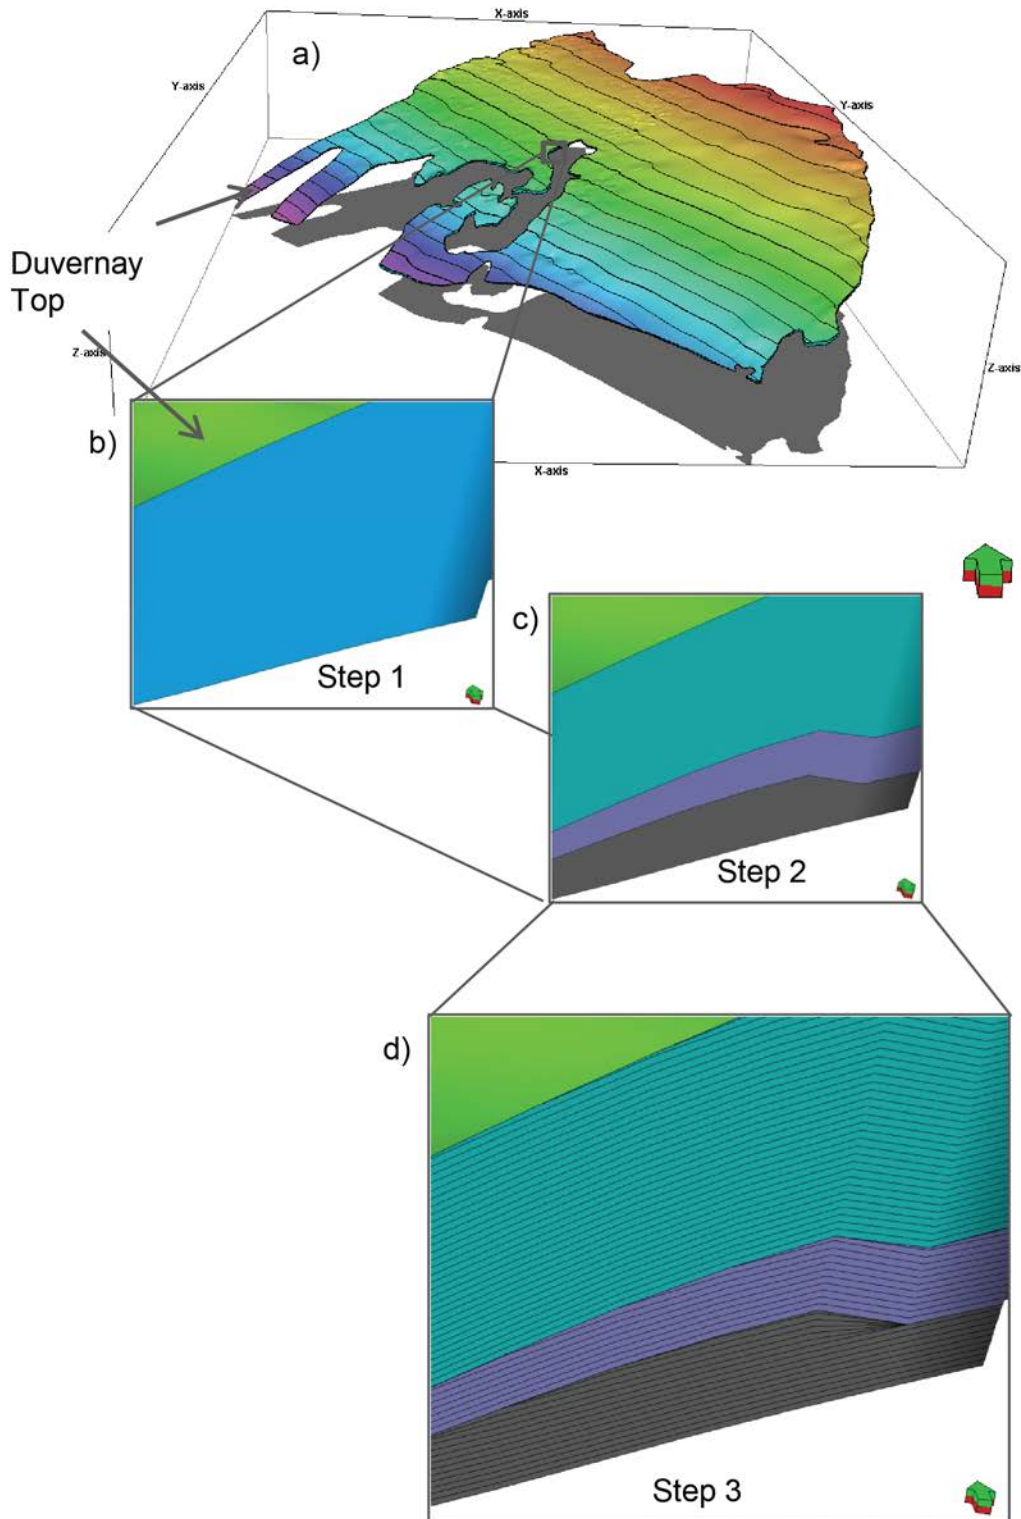 X-axis
a)
Y-axis
Y-axis
Duvernay
Top
Z-axis
Z-axis
b)
X-axis
Step 1
c)
Step 2
d)
Step 3